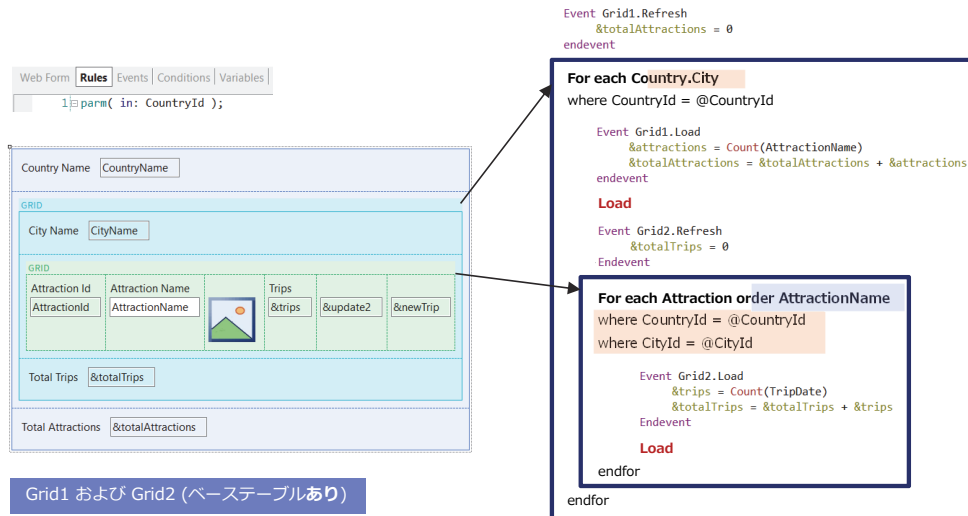 Web Form Rules Events Conditions Variables
1 parm( in: CountryId );
Country Name CountryName
GRID
City Name CityName
GRID
Attraction Id Attraction Name Trips
AttractionId AttractionName &trips &update2 &newTrip
Total Trips &totalTrips
Total Attractions &totalAttractions
Grid1 および Grid2 (ベーステーブルあり)
Event Grid1.Refresh
&totalAttractions = 0
endevent
For each Country.City
where CountryId = @CountryId
Event Grid1.Load
&attractions = Count(AttractionName)
&totalAttractions = &totalAttractions + &attractions
endevent
Load
Event Grid2.Refresh
&totalTrips = 0
Endevent
For each Attraction order AttractionName
where CountryId = @CountryId
where CityId = @CityId
Event Grid2.Load
&trips = Count(TripDate)
&totalTrips = &totalTrips + &trips
Endevent
Load
endfor
endfor